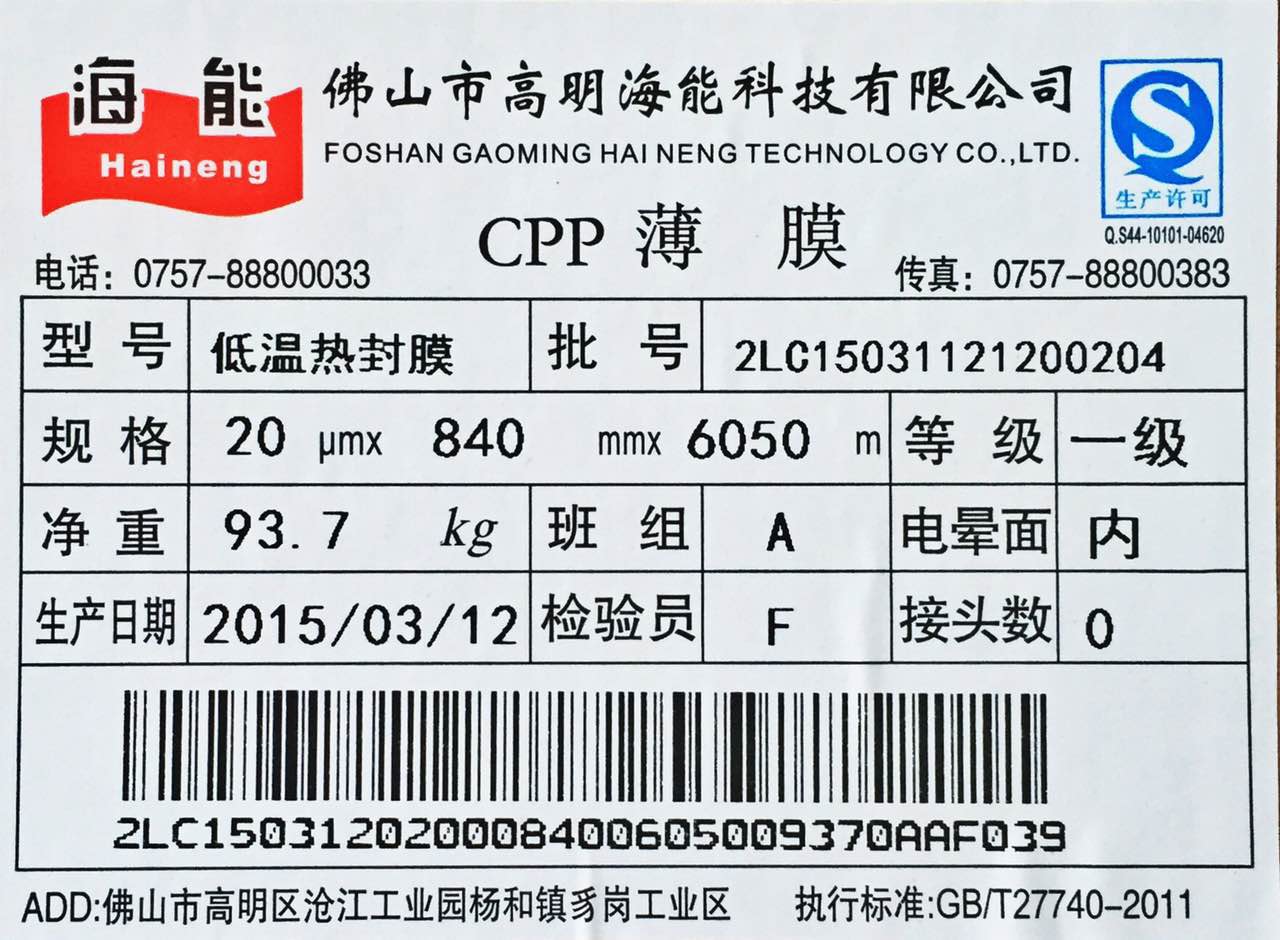 海能
Haineng
佛山市高明海能科技有限公司
FOSHAN GAOMING HAI NENG TECHNOLOGY CO.,LTD.
S
生产许可
Q.S44-10101-04620
CPP 薄 膜
电话：0757-88800033
传真：0757-88800383
型号 低温热封膜 批号 2LC15031121200204
规格 20 μmx 840 mmx 6050 m 等级 一级
净重 93.7 kg 班组 A 电晕面 内
生产日期 2015/03/12 检验员 F 接头数 0
2LC150312020008400605009370AAF039
ADD:佛山市高明区沧江工业园杨和镇豸岗工业区 执行标准:GB/T27740-2011